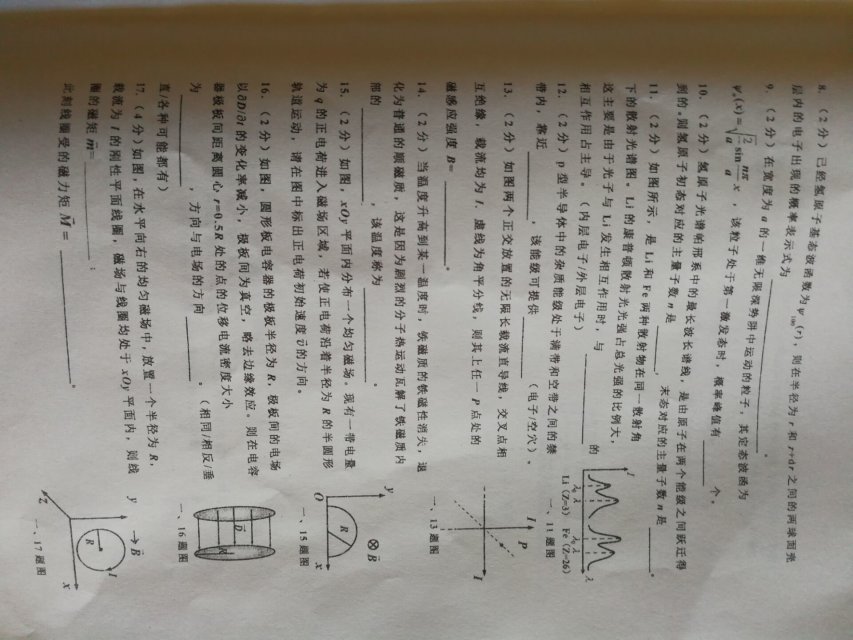 8. (2分) 已经氢原子基态波函数为ψ₁₀₀(r), 则在半径为 r 和 r+dr 之间的两球面壳
层内的电子出现的概率表示式为____________。
9. (2分) 在宽度为 a 的一维无限深势阱中运动的粒子, 其定态波函为
ψₙ(x)=√(2/a) sin(nπ/a)x, 该粒子处于第一激发态时, 概率峰值有____个。
10. (2分) 氢原子光谱帕邢系中的最长波长谱线, 是由原子在两个能级之间跃迁得
到的。则氢原子初态对应的主量子数 n 是______, 末态对应的主量子数 n 是______。
11. (2分) 如图所示, 是 Li 和 Fe 两种散射物在同一散射角
下的散射光谱图。Li 的康普顿散射光光强占总光强的比例大,
这主要是由于光子与 Li 发生相互作用时, 与__________的
相互作用占主导。(内层电子/外层电子)
I
λ
λ₀ λ λ₀ λ
Li (Z=3) Fe (Z=26)
一、11题图
12. (2分) p 型半导体中的杂质能级处于满带和空带之间的禁
带内, 靠近________, 该能级可提供________(电子/空穴)。
13. (2分) 如图两个正交放置的无限长载流直导线, 交叉点相
互绝缘, 载流均为 I. 虚线为角平分线, 则其上任一 P 点处的
磁感应强度 B= __________。
I P
I
一、13题图
14. (2分) 当温度升高到某一温度时, 铁磁质的铁磁性消失, 退
化为普通的顺磁质, 这是因为剧烈的分子热运动瓦解了铁磁质内
部的__________, 该温度称为__________。
15. (2分) 如图, xOy 平面内分布一个均匀磁场。现有一带电量
为 q 的正电荷进入磁场区域, 若使正电荷沿着半径为 R 的半圆形
轨道运动, 请在图中标出正电荷初始速度 v⃗ 的方向。
y
⊗ B⃗
R
O x
一、15题图
16. (2分) 如图, 圆形板电容器的极板半径为 R, 极板间的电场
以∂D/∂t 的变化率减小, 极板间为真空, 略去边缘效应。则在电容
器极板间距离圆心 r=0.5R 处的点的位移电流密度大小
为__________, 方向与电场的方向________。(相同/相反/垂
直/各种可能都有)
D⃗
R
一、16题图
17. (4分) 如图, 在水平向右的均匀磁场中, 放置一个半径为 R,
载流为 I 的刚性平面线圈, 磁场与线圈均处于 xOy 平面内, 则线
圈的磁矩 m⃗=____________;
此刻线圈受的磁力矩 M⃗ = ______________。
y → B⃗
I
R
x
z
一、17题图